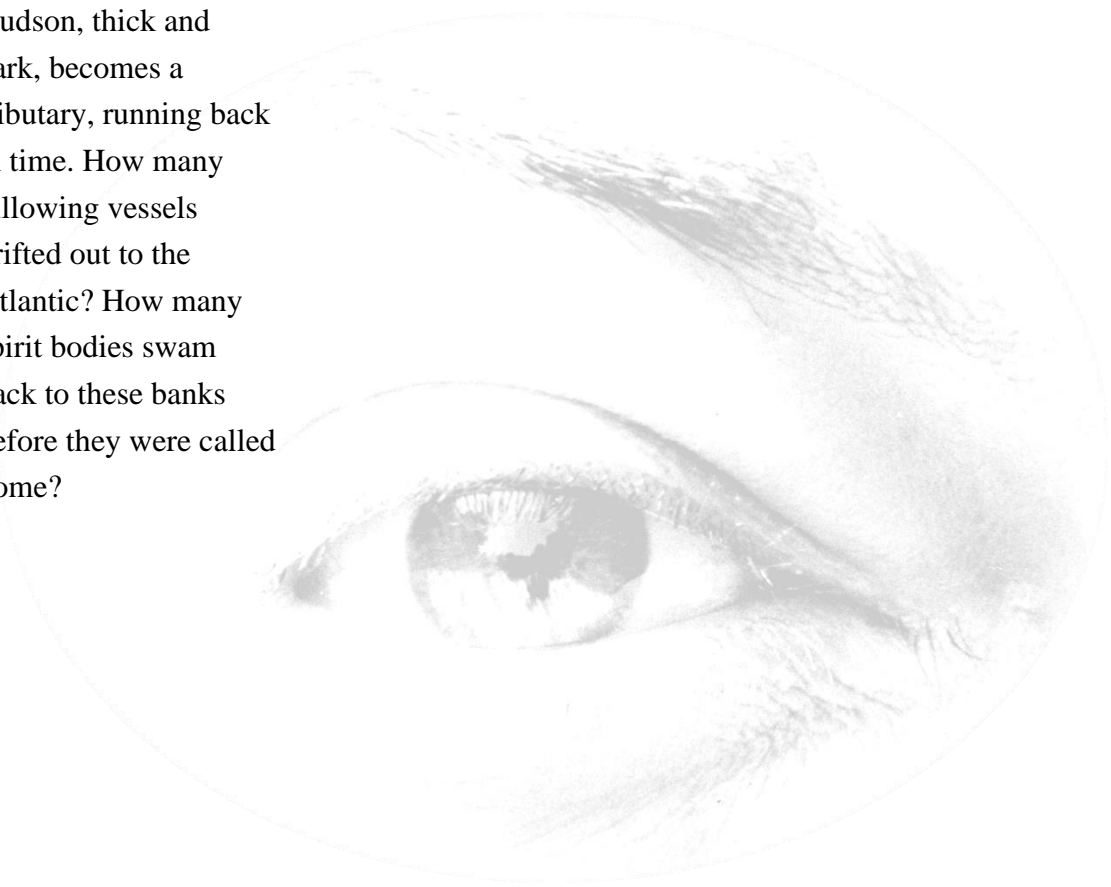 udson, thick and
ark, becomes a
ibutary, running back
time. How many
llowing vessels
rifted out to the
tlantic? How many
pirit bodies swam
ack to these banks
efore they were called
ome?